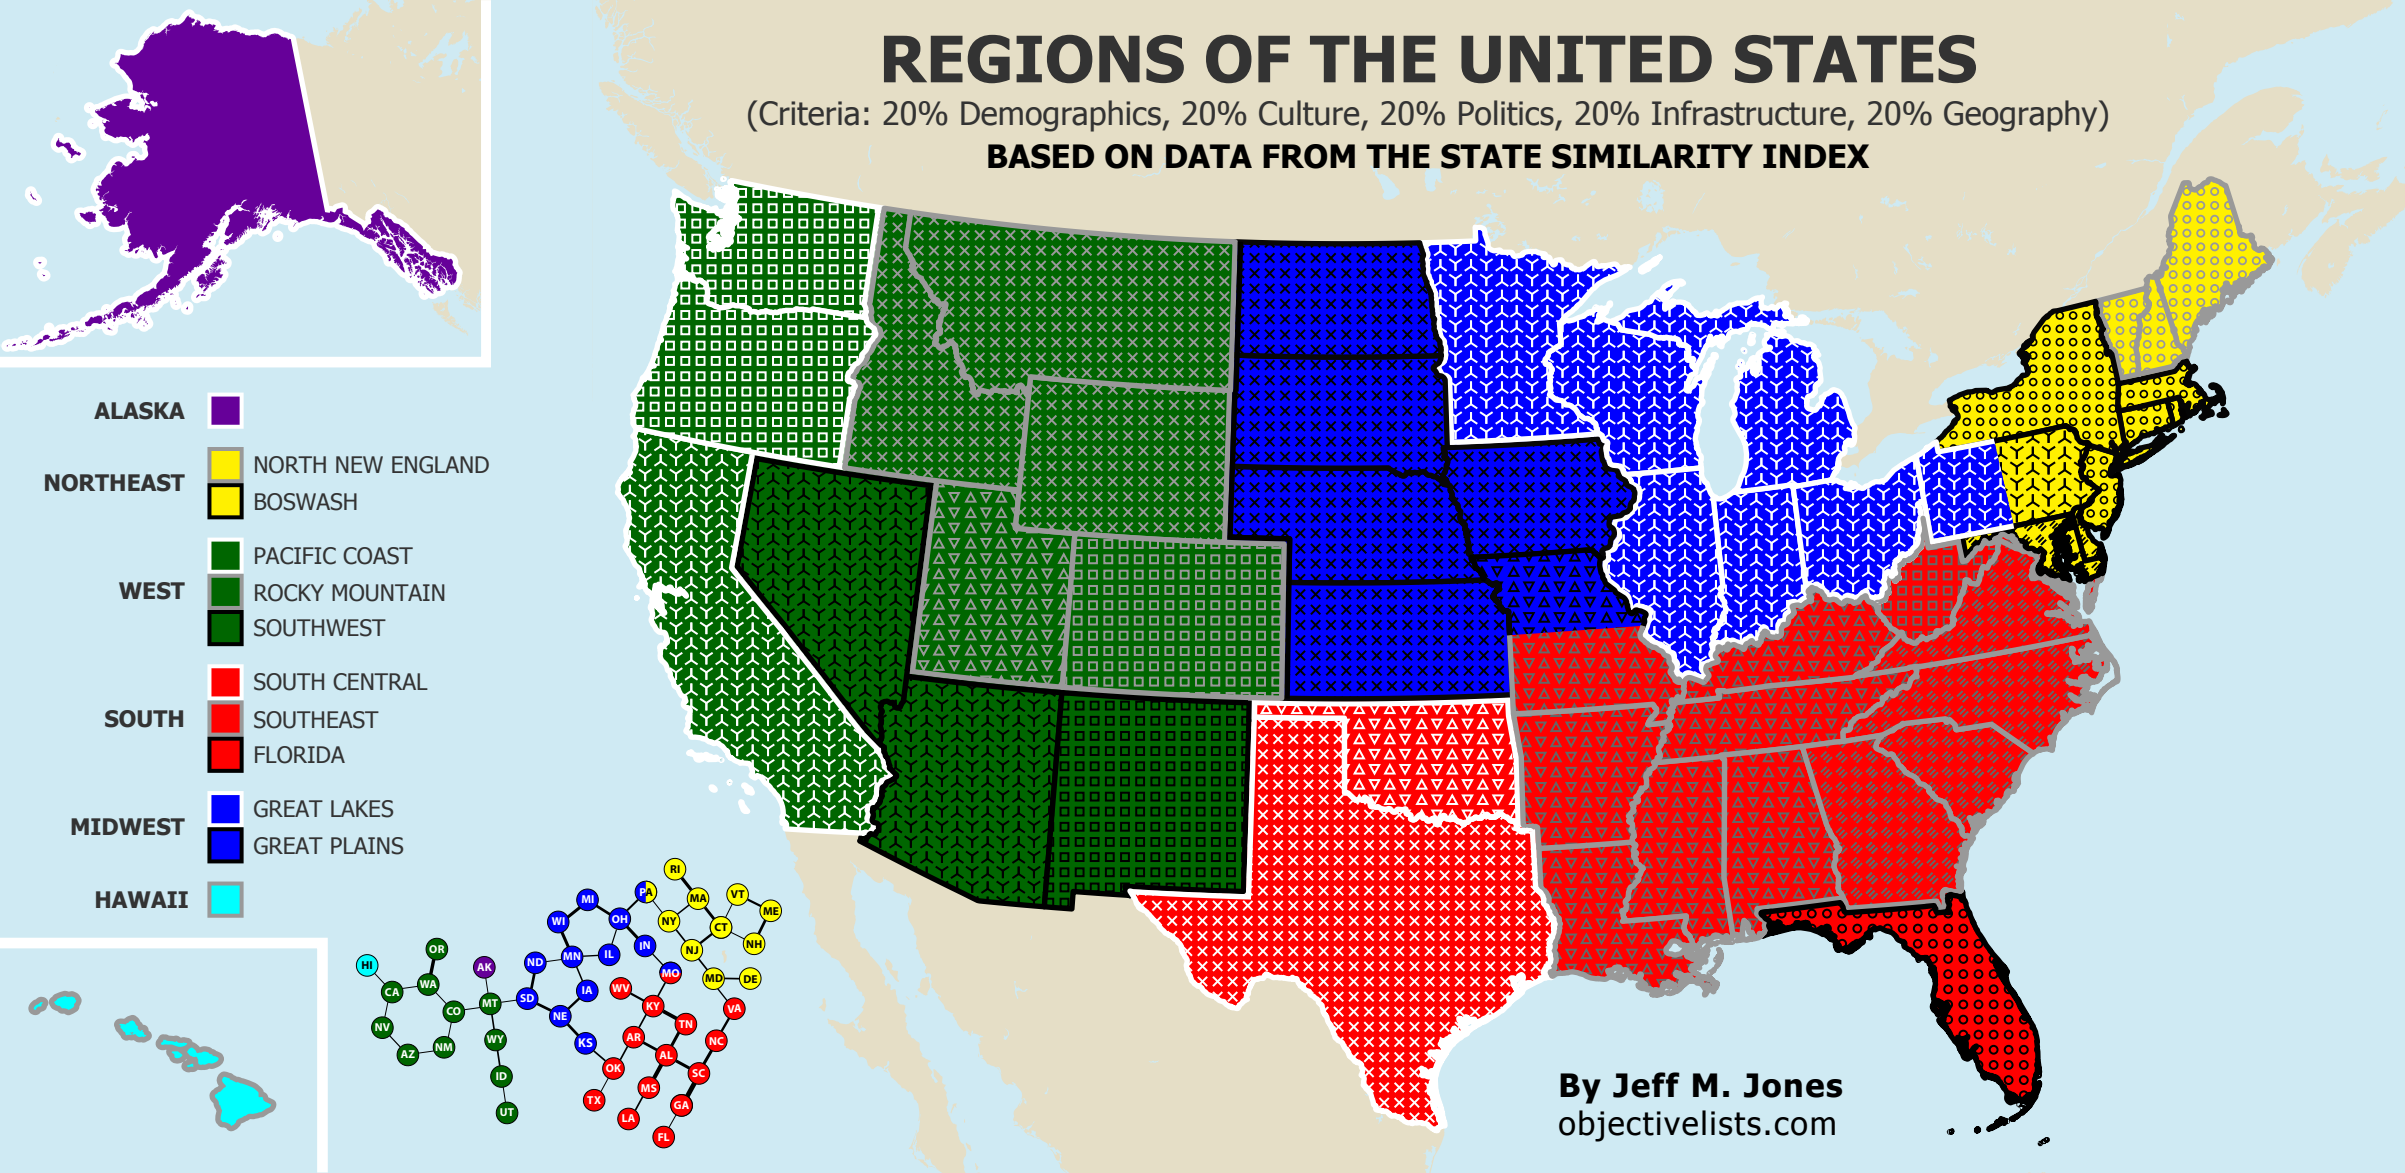 REGIONS OF THE UNITED STATES
(Criteria: 20% Demographics, 20% Culture, 20% Politics, 20% Infrastructure, 20% Geography)
BASED ON DATA FROM THE STATE SIMILARITY INDEX
ALASKA
NORTHEAST
NORTH NEW ENGLAND
BOSWASH
WEST
PACIFIC COAST
ROCKY MOUNTAIN
SOUTHWEST
SOUTH
SOUTH CENTRAL
SOUTHEAST
FLORIDA
MIDWEST
GREAT LAKES
GREAT PLAINS
HAWAII
RI
PA
MI
MA
VT
ME
WI
OH
NY
CT
NJ
NH
IN
OR
MN
IL
ND
HI
AK
MO
MD
DE
WA
CA
WV
IA
SD
MT
KY
VA
CO
NE
TN
NV
WY
AR
NC
KS
NM
AZ
AL
OK
SC
ID
MS
TX
GA
UT
LA
FL
By Jeff M. Jones
objectivelists.com